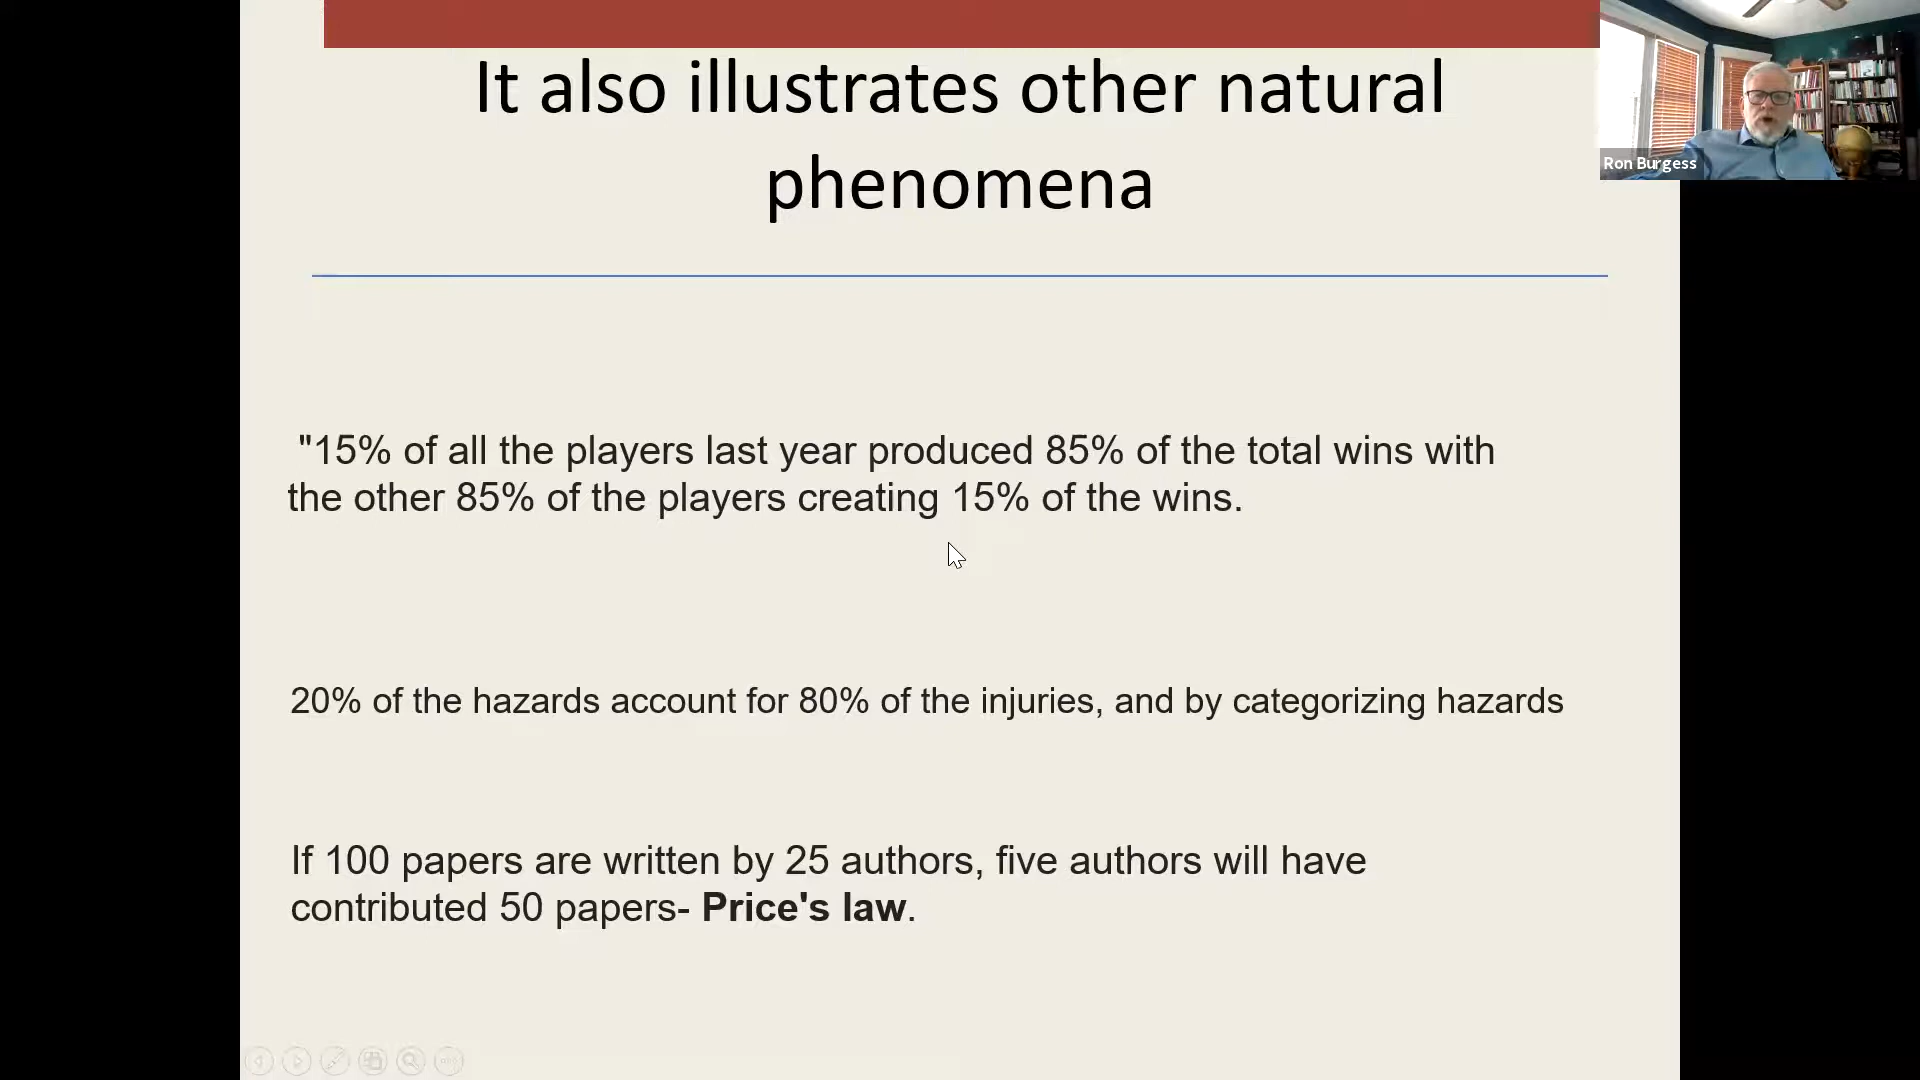 It also illustrates other natural
phenomena
Ron Burgess
"15% of all the players last year produced 85% of the total wins with
the other 85% of the players creating 15% of the wins.
20% of the hazards account for 80% of the injuries, and by categorizing hazards
If 100 papers are written by 25 authors, five authors will have
contributed 50 papers- Price's law.